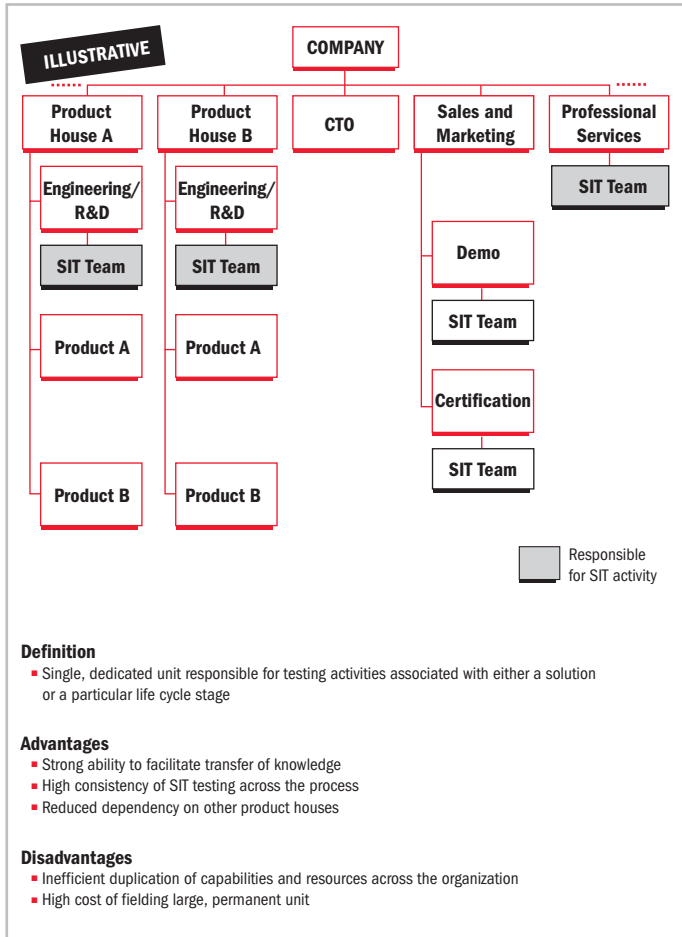 ILLUSTRATIVE
COMPANY
Product
House A
Product
House B
CTO
Sales and
Marketing
Professional
Services
Engineering/
R&D
Engineering/
R&D
SIT Team
SIT Team
SIT Team
Demo
SIT Team
Product A
Product A
Certification
SIT Team
Product B
Product B
Responsible
for SIT activity
Definition
■ Single, dedicated unit responsible for testing activities associated with either a solution
or a particular life cycle stage
Advantages
■ Strong ability to facilitate transfer of knowledge
■ High consistency of SIT testing across the process
■ Reduced dependency on other product houses
Disadvantages
■ Inefficient duplication of capabilities and resources across the organization
■ High cost of fielding large, permanent unit